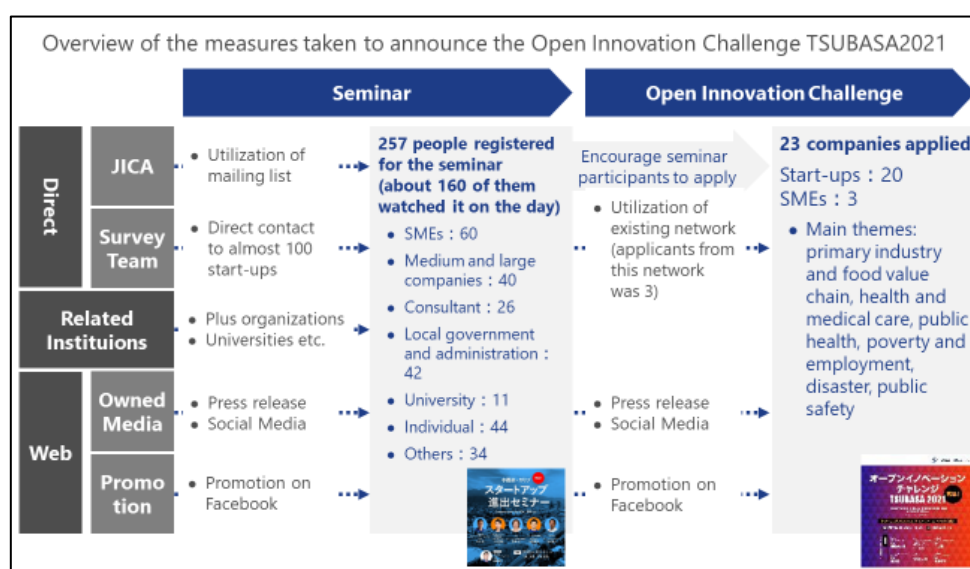 Overview of the measures taken to announce the Open Innovation Challenge TSUBASA2021
Seminar
Open Innovation Challenge
Direct
JICA
• Utilization of
mailing list
Survey
Team
• Direct contact
to almost 100
start-ups
Related
Instituions
• Plus organizations
• Universities etc.
Web
Owned
Media
• Press release
• Social Media
Promo
tion
• Promotion on
Facebook
257 people registered
for the seminar
(about 160 of them
watched it on the day)
• SMEs : 60
• Medium and large
companies : 40
• Consultant : 26
• Local government
and administration :
42
• University : 11
• Individual : 44
• Others : 34
スタートアップ
進出セミナー
Encourage seminar
participants to apply
• Utilization of
existing network
(applicants from
this network
was 3)
• Press release
• Social Media
• Promotion on
Facebook
23 companies applied
Start-ups : 20
SMEs : 3
• Main themes:
primary industry
and food value
chain, health and
medical care, public
health, poverty and
employment,
disaster, public
safety
オープンイノベーション
チャレンジ
TSUBASA 2021